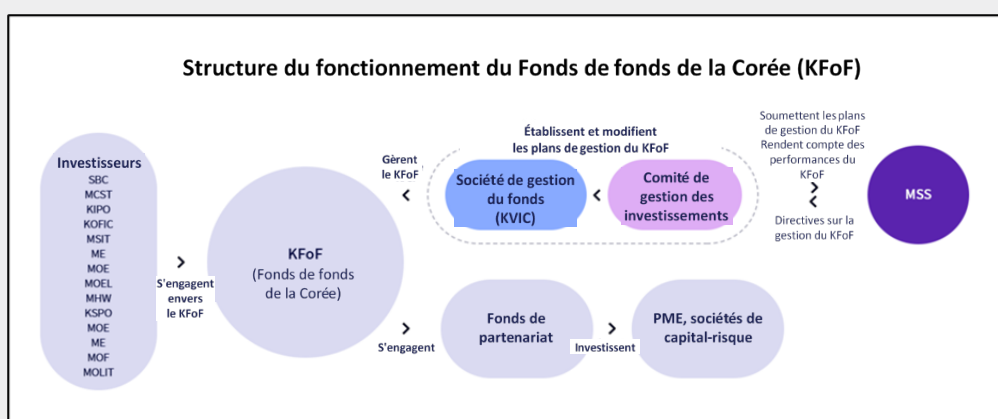 Structure du fonctionnement du Fonds de fonds de la Corée (KFoF)
Investisseurs
SBC
MCST
KIPO
KOFIC
MSIT
ME
MOE
MOEL
MHW
KSPO
MOE
ME
MOF
MOLIT
S'engagent
envers
le KFoF
KFoF
(Fonds de fonds
de la Corée)
Gèrent
le KFoF
Établissent et modifient
les plans de gestion du KFoF
Société de gestion
du fonds
(KVIC)
Comité de
gestion des
investissements
Soumettent les plans
de gestion du KFoF
Rendent compte des
performances du
KFoF
Directives sur la
gestion du KFoF
MSS
S'engagent
Fonds de
partenariat
Investissent
PME, sociétés de
capital-risque